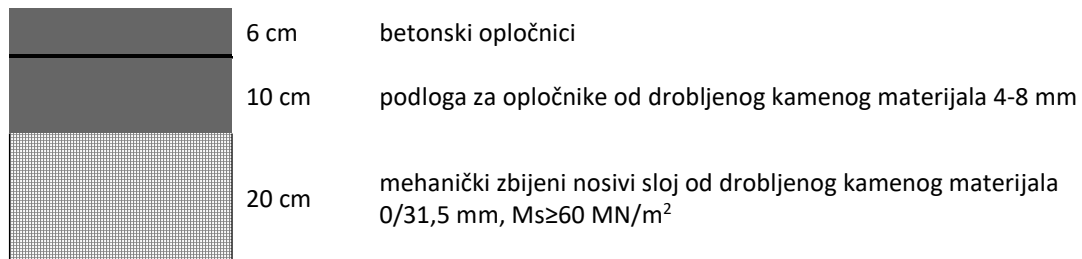 6 cm betonski opločnici
10 cm podloga za opločnike od drobljenog kamenog materijala 4-8 mm
20 cm mehanički zbijeni nosivi sloj od drobljenog kamenog materijala
0/31,5 mm, Ms≥60 MN/m²